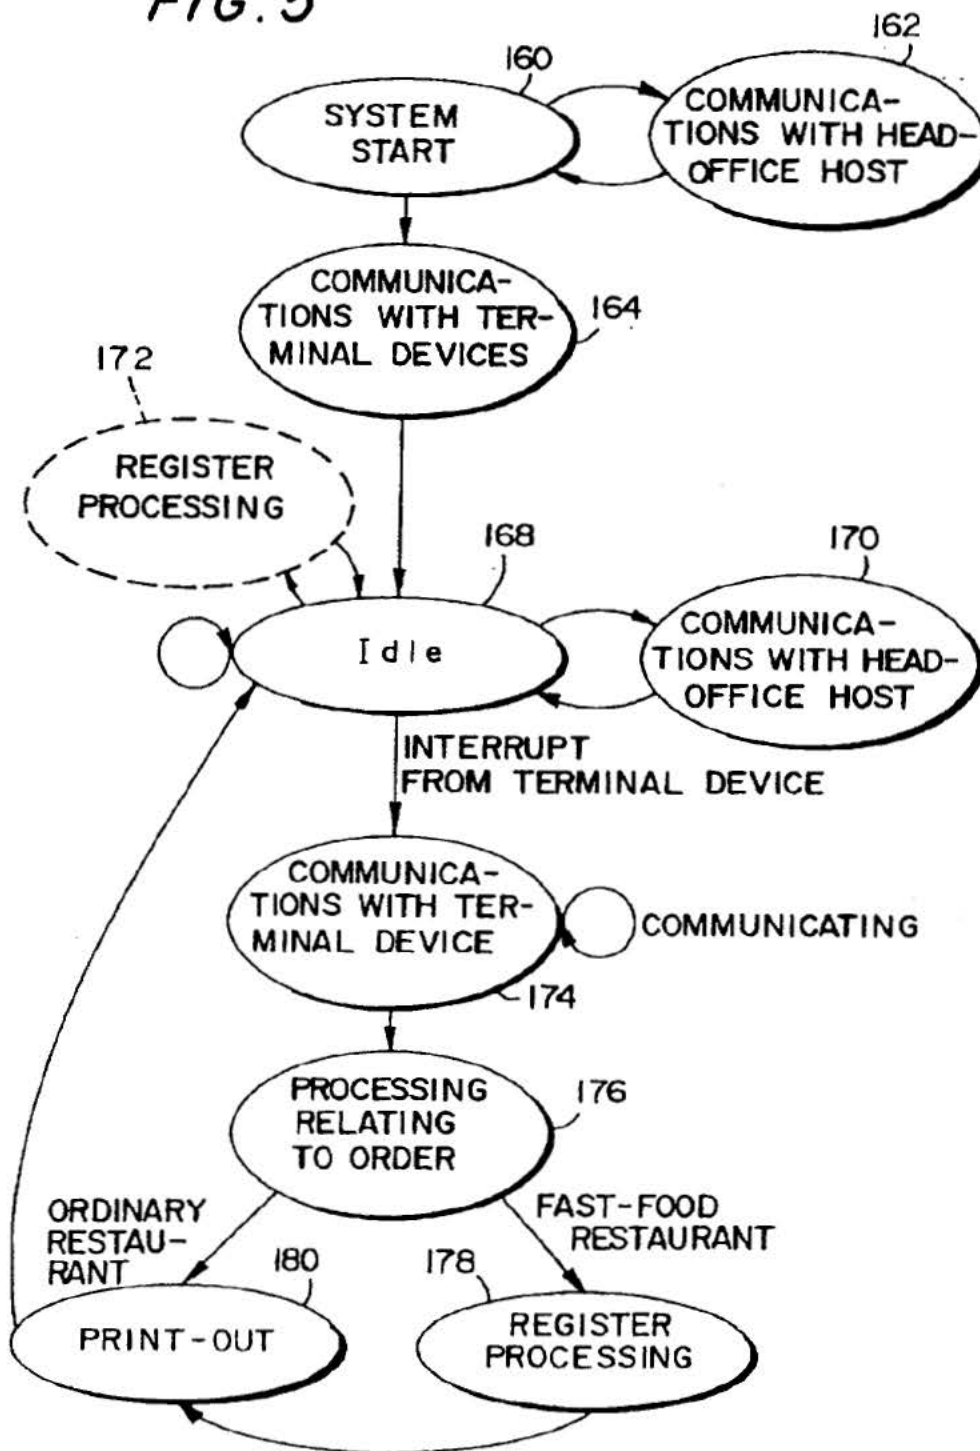 FIG. 5
160
162
SYSTEM
START
COMMUNICA-
TIONS WITH HEAD-
OFFICE HOST
COMMUNICA-
TIONS WITH TER-
MINAL DEVICES
164
172
REGISTER
PROCESSING
168
170
Idle
COMMUNICA-
TIONS WITH HEAD-
OFFICE HOST
INTERRUPT
FROM TERMINAL DEVICE
COMMUNICA-
TIONS WITH TER-
MINAL DEVICE
COMMUNICATING
174
PROCESSING
RELATING
TO ORDER
176
ORDINARY
RESTAU-
RANT
FAST-FOOD
RESTAURANT
180
178
PRINT-OUT
REGISTER
PROCESSING